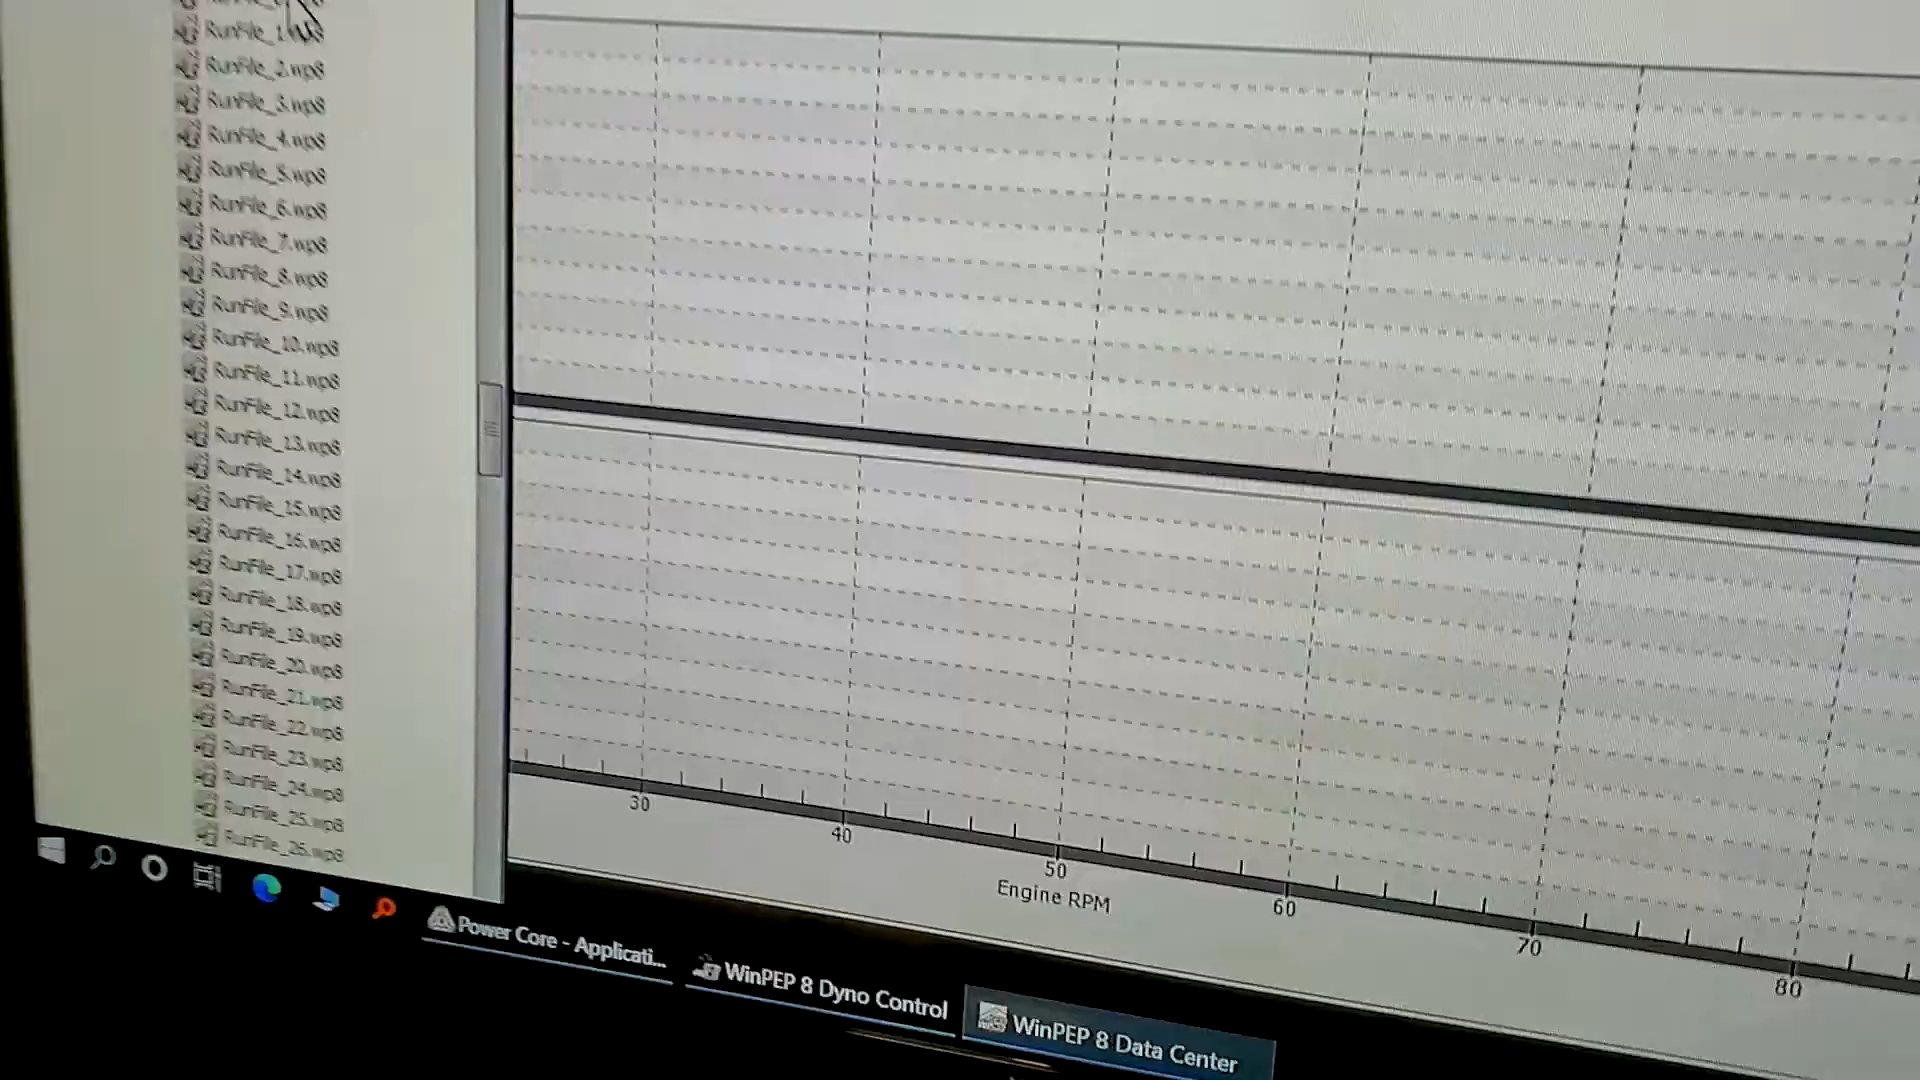 RunFile_1.wp8
RunFile_2.wp8
RunFile_3.wp8
RunFile_4.wp8
RunFile_5.wp8
RunFile_6.wp8
RunFile_7.wp8
RunFile_8.wp8
RunFile_9.wp8
RunFile_10.wp8
RunFile_11.wp8
RunFile_12.wp8
RunFile_13.wp8
RunFile_14.wp8
RunFile_15.wp8
RunFile_16.wp8
RunFile_17.wp8
RunFile_18.wp8
RunFile_19.wp8
RunFile_20.wp8
RunFile_21.wp8
RunFile_22.wp8
RunFile_23.wp8
RunFile_24.wp8
RunFile_25.wp8
RunFile_26.wp8
30 40 50 60 70 80
Engine RPM
Power Core - Applicati...
WinPEP 8 Dyno Control
WinPEP 8 Data Center